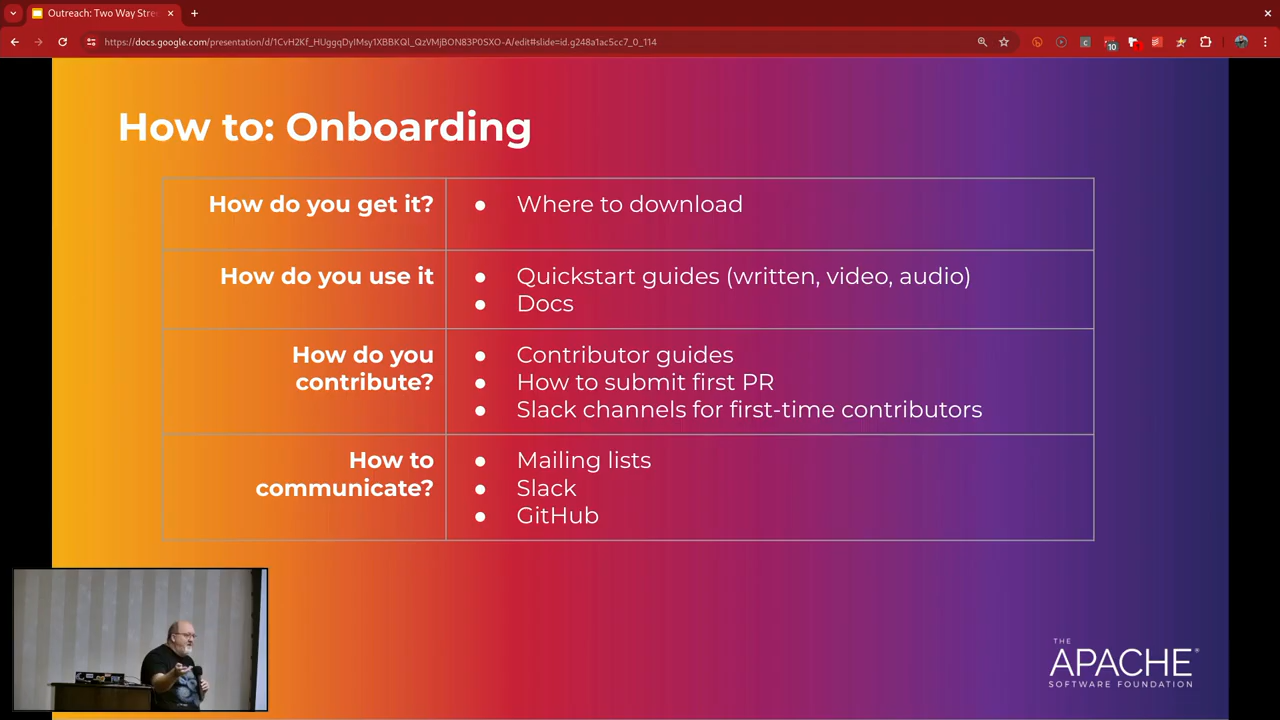 Outreach: Two Way Stre
https://docs.google.com/presentation/d/1CvH2Kf_HUggqDyIMsy1XBBKQl_QzVMjBON83P0SXO-A/edit#slide=id.g248a1ac5cc7_0_114
10
How to: Onboarding
How do you get it?
● Where to download
How do you use it
● Quickstart guides (written, video, audio)
● Docs
How do you
contribute?
● Contributor guides
● How to submit first PR
● Slack channels for first-time contributors
How to
communicate?
● Mailing lists
● Slack
● GitHub
THE
APACHE®
SOFTWARE FOUNDATION